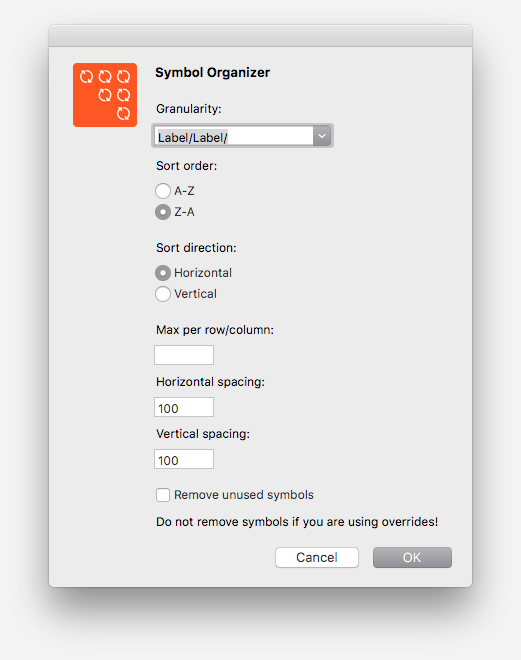 Symbol Organizer
Granularity:
Label/Label/
Sort order:
A-Z
Z-A
Sort direction:
Horizontal
Vertical
Max per row/column:
Horizontal spacing:
100
Vertical spacing:
100
Remove unused symbols
Do not remove symbols if you are using overrides!
Cancel OK